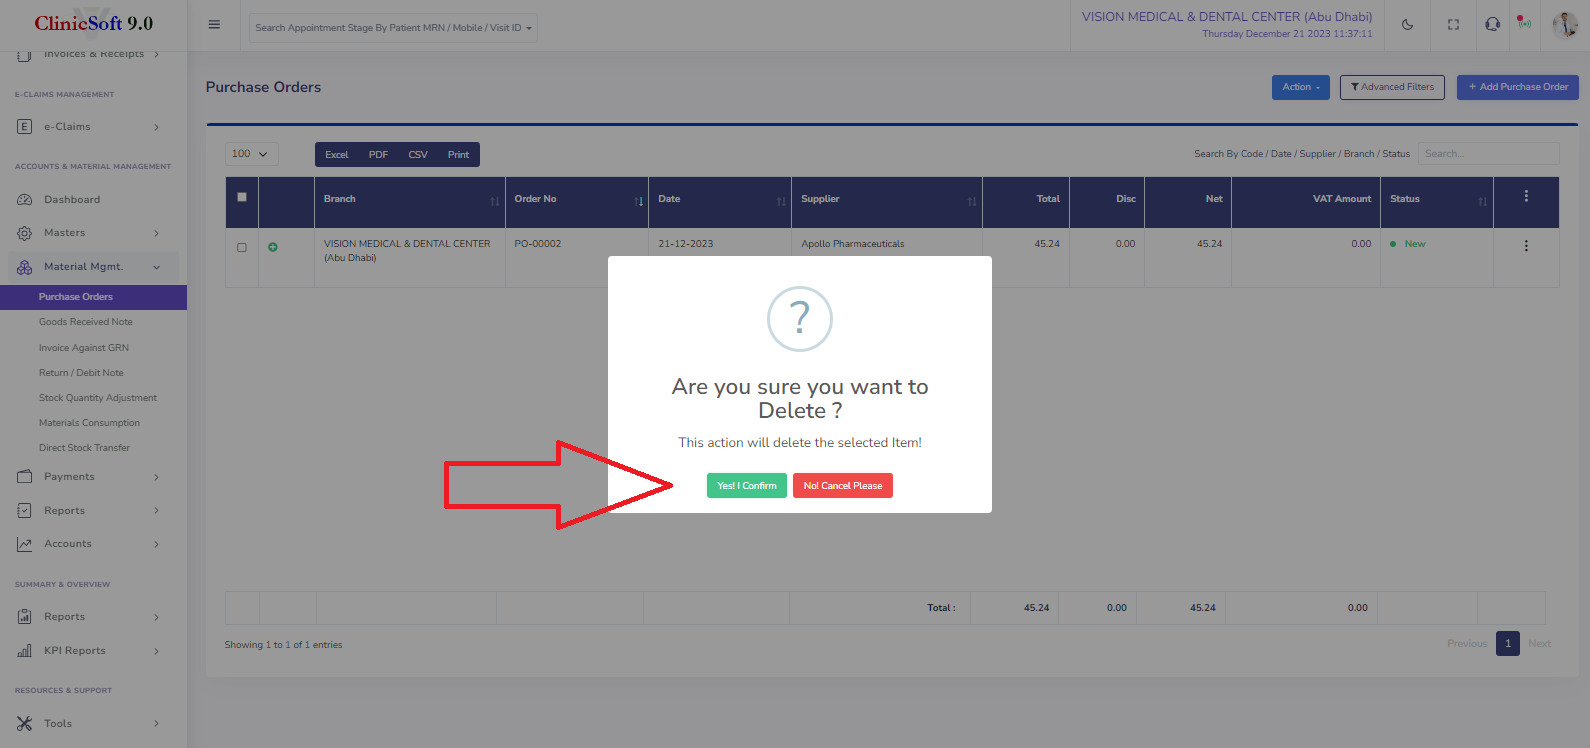 ClinicSoft 9.0
Search Appointment Stage By Patient MRN / Mobile / Visit ID
VISION MEDICAL & DENTAL CENTER (Abu Dhabi)
Thursday December 21 2023 11:37:11
Invoices & Receipts
E-CLAIMS MANAGEMENT
e-Claims
ACCOUNTS & MATERIAL MANAGEMENT
Dashboard
Masters
Material Mgmt.
Purchase Orders
Goods Received Note
Invoice Against GRN
Return / Debit Note
Stock Quantity Adjustment
Materials Consumption
Direct Stock Transfer
Payments
Reports
Accounts
SUMMARY & OVERVIEW
Reports
KPI Reports
RESOURCES & SUPPORT
Tools
Purchase Orders
Action
Advanced Filters
+ Add Purchase Order
100
Excel PDF CSV Print
Search By Code / Date / Supplier / Branch / Status
Search...
Branch Order No Date Supplier Total Disc Net VAT Amount Status
VISION MEDICAL & DENTAL CENTER PO-00002 21-12-2023 Apollo Pharmaceuticals 45.24 0.00 45.24 0.00 New
(Abu Dhabi)
?
Are you sure you want to
Delete ?
This action will delete the selected Item!
Yes! I Confirm
No! Cancel Please
Total : 45.24 0.00 45.24 0.00
Showing 1 to 1 of 1 entries
Previous 1 Next